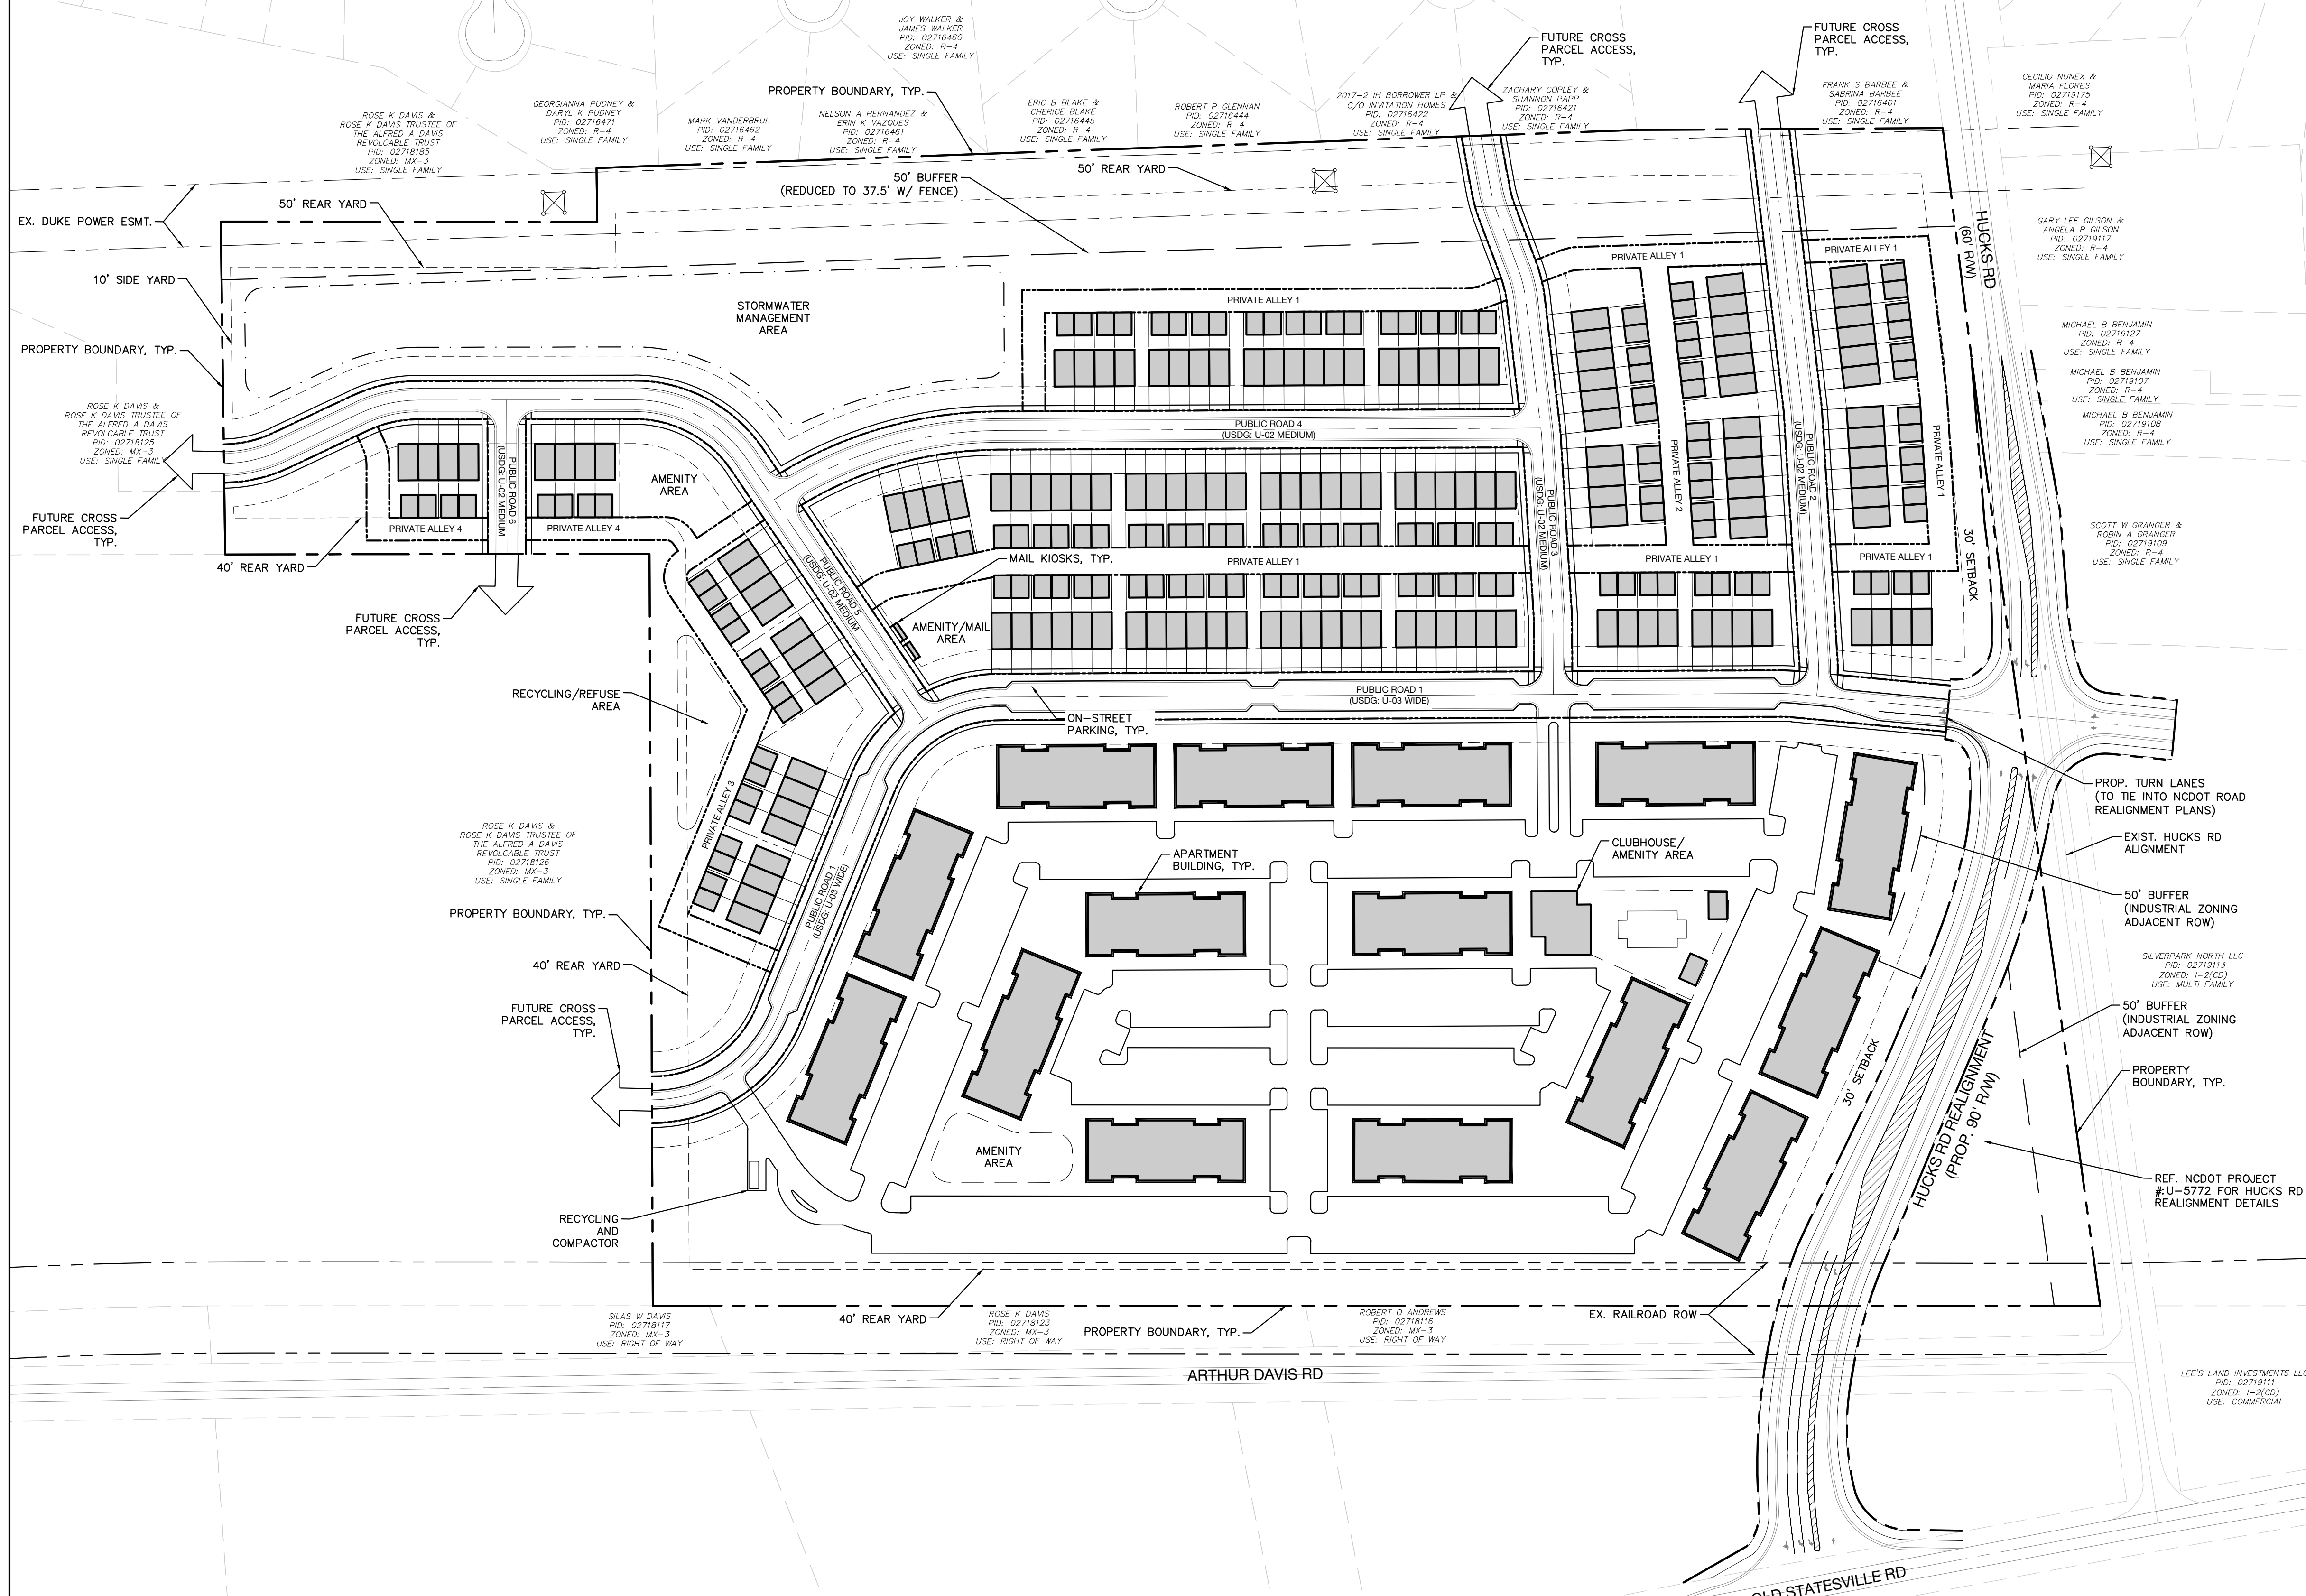 JOY WALKER &
JAMES WALKER
PID: 02716460
ZONED: R-4
USE: SINGLE FAMILY
FUTURE CROSS
PARCEL ACCESS,
TYP.
FUTURE CROSS
PARCEL ACCESS,
TYP.
PROPERTY BOUNDARY, TYP.
ROSE K DAVIS &
ROSE K DAVIS TRUSTEE OF
THE ALFRED A DAVIS
REVOLCABLE TRUST
PID: 02718185
ZONED: MX-3
USE: SINGLE FAMILY
GEORGIANNA PUDNEY &
DARYL K PUDNEY
PID: 02716471
ZONED: R-4
USE: SINGLE FAMILY
MARK VANDERBRUL
PID: 02716462
ZONED: R-4
USE: SINGLE FAMILY
NELSON A HERNANDEZ &
ERIN K VAZQUES
PID: 02716461
ZONED: R-4
USE: SINGLE FAMILY
ERIC B BLAKE &
CHERICE BLAKE
PID: 02716445
ZONED: R-4
USE: SINGLE FAMILY
ROBERT P GLENNAN
PID: 02716444
ZONED: R-4
USE: SINGLE FAMILY
2017-2 IH BORROWER LP &
C/O INVITATION HOMES
PID: 02716422
ZONED: R-4
USE: SINGLE FAMILY
ZACHARY COPLEY &
SHANNON PAPP
PID: 02716421
ZONED: R-4
USE: SINGLE FAMILY
FRANK S BARBEE &
SABRINA BARBEE
PID: 02716401
ZONED: R-4
USE: SINGLE FAMILY
CECILIO NUNEX &
MARIA FLORES
PID: 02719175
ZONED: R-4
USE: SINGLE FAMILY
50' BUFFER
(REDUCED TO 37.5' W/ FENCE)
50' REAR YARD
50' REAR YARD
EX. DUKE POWER ESMT.
10' SIDE YARD
PROPERTY BOUNDARY, TYP.
STORMWATER
MANAGEMENT
AREA
PRIVATE ALLEY 1
PRIVATE ALLEY 1
PRIVATE ALLEY 1
HUCKS RD
(60' R/W)
GARY LEE GILSON &
ANGELA B GILSON
PID: 02719117
ZONED: R-4
USE: SINGLE FAMILY
MICHAEL B BENJAMIN
PID: 02719127
ZONED: R-4
USE: SINGLE FAMILY
MICHAEL B BENJAMIN
PID: 02719107
ZONED: R-4
USE: SINGLE FAMILY
MICHAEL B BENJAMIN
PID: 02719108
ZONED: R-4
USE: SINGLE FAMILY
ROSE K DAVIS &
ROSE K DAVIS TRUSTEE OF
THE ALFRED A DAVIS
REVOLCABLE TRUST
PID: 02718125
ZONED: MX-3
USE: SINGLE FAMILY
PUBLIC ROAD 4
(USDG: U-02 MEDIUM)
PUBLIC ROAD 6
(USDG: U-02 MEDIUM
AMENITY
AREA
PRIVATE ALLEY 2
PUBLIC ROAD 2
(USDG: U-02 MEDIUM)
PRIVATE ALLEY 1
FUTURE CROSS
PARCEL ACCESS,
TYP.
PRIVATE ALLEY 4
PRIVATE ALLEY 4
40' REAR YARD
PUBLIC ROAD 3
(USDG: U-02 MEDIUM)
SCOTT W GRANGER &
ROBIN A GRANGER
PID: 02719109
ZONED: R-4
USE: SINGLE FAMILY
MAIL KIOSKS, TYP.
PRIVATE ALLEY 1
PRIVATE ALLEY 1
PRIVATE ALLEY 1
30' SETBACK
PUBLIC ROAD 5
(USDG: U-02 MEDIUM
FUTURE CROSS
PARCEL ACCESS,
TYP.
AMENITY/MAIL
AREA
RECYCLING/REFUSE
AREA
PUBLIC ROAD 1
(USDG: U-03 WIDE)
ON-STREET
PARKING, TYP.
PROP. TURN LANES
(TO TIE INTO NCDOT ROAD
REALIGNMENT PLANS)
PRIVATE ALLEY 3
ROSE K DAVIS &
ROSE K DAVIS TRUSTEE OF
THE ALFRED A DAVIS
REVOLCABLE TRUST
PID: 02718126
ZONED: MX-3
USE: SINGLE FAMILY
EXIST. HUCKS RD
ALIGNMENT
APARTMENT
BUILDING, TYP.
CLUBHOUSE/
AMENITY AREA
PUBLIC ROAD 1
(USDG: U-03 WIDE)
50' BUFFER
(INDUSTRIAL ZONING
ADJACENT ROW)
PROPERTY BOUNDARY, TYP.
40' REAR YARD
SILVERPARK NORTH LLC
PID: 02719113
ZONED: I-2(CD)
USE: MULTI FAMILY
FUTURE CROSS
PARCEL ACCESS,
TYP.
50' BUFFER
(INDUSTRIAL ZONING
ADJACENT ROW)
30' SETBACK
PROPERTY
BOUNDARY, TYP.
HUCKS RD REALIGNMENT
(PROP. 90' R/W)
AMENITY
AREA
REF. NCDOT PROJECT
#:U-5772 FOR HUCKS RD
REALIGNMENT DETAILS
RECYCLING
AND
COMPACTOR
SILAS W DAVIS
PID: 02718117
ZONED: MX-3
USE: RIGHT OF WAY
40' REAR YARD
ROSE K DAVIS
PID: 02718123
ZONED: MX-3
USE: RIGHT OF WAY
PROPERTY BOUNDARY, TYP.
ROBERT O ANDREWS
PID: 02718116
ZONED: MX-3
USE: RIGHT OF WAY
EX. RAILROAD ROW
ARTHUR DAVIS RD
LEE'S LAND INVESTMENTS LLC
PID: 02719111
ZONED: I-2(CD)
USE: COMMERCIAL
OLD STATESVILLE RD